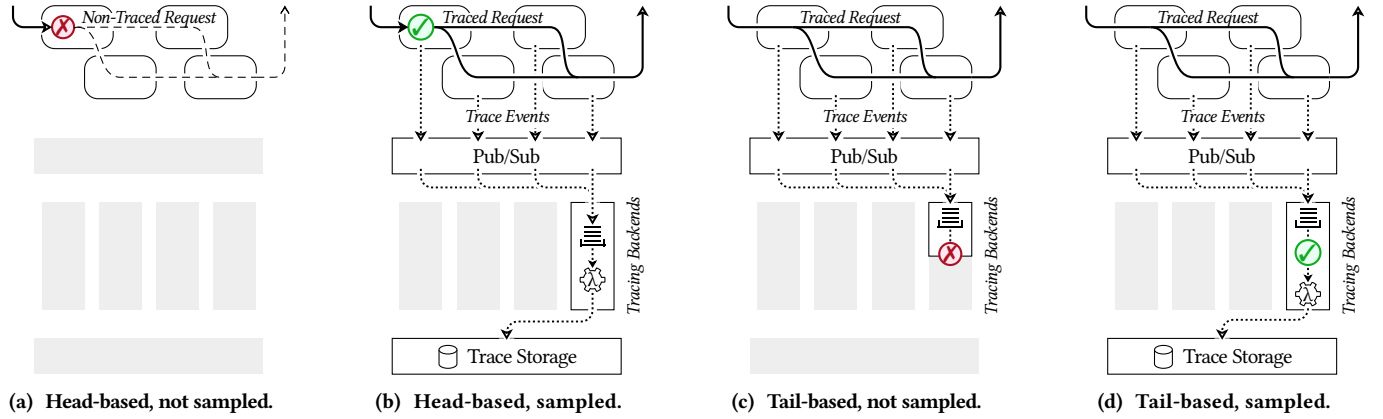 Non-Traced Request
(a) Head-based, not sampled.
Traced Request
Trace Events
Pub/Sub
Tracing Backends
λ
Trace Storage
(b) Head-based, sampled.
Traced Request
Trace Events
Pub/Sub
Tracing Backends
(c) Tail-based, not sampled.
Traced Request
Trace Events
Pub/Sub
Tracing Backends
λ
Trace Storage
(d) Tail-based, sampled.